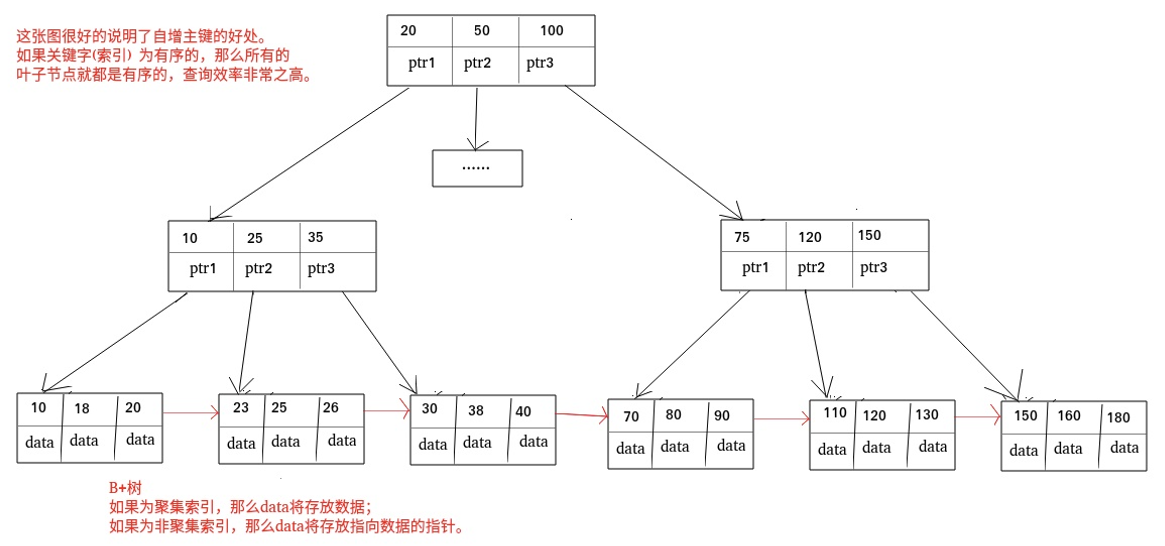 这张图很好的说明了自增主键的好处。
如果关键字(索引) 为有序的，那么所有的
叶子节点就都是有序的，查询效率非常之高。
20 50 100
ptr1 ptr2 ptr3
······
10 25 35
ptr1 ptr2 ptr3
75 120 150
ptr1 ptr2 ptr3
10 18 20
data data data
23 25 26
data data data
30 38 40
data data data
70 80 90
data data data
110 120 130
data data data
150 160 180
data data data
B+树
如果为聚集索引，那么data将存放数据；
如果为非聚集索引，那么data将存放指向数据的指针。